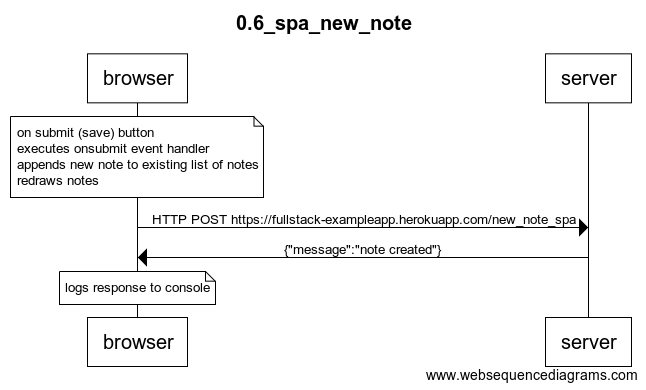 0.6_spa_new_note
browser
server
on submit (save) button
executes onsubmit event handler
appends new note to existing list of notes
redraws notes
HTTP POST https://fullstack-exampleapp.herokuapp.com/new_note_spa
{"message":"note created"}
logs response to console
browser
server
www.websequencediagrams.com